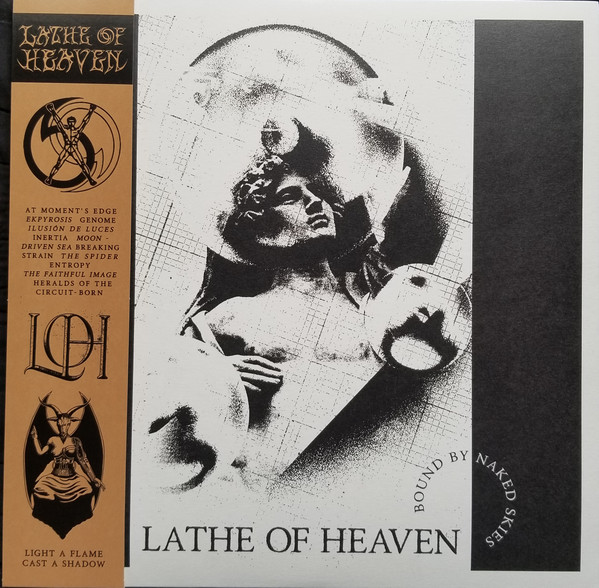 LATHE OF
HEAVEN
AT MOMENT'S EDGE
EKPYROSIS GENOME
ILUSIÓN DE LUCES
INERTIA MOON-
DRIVEN SEA BREAKING
STRAIN THE SPIDER
ENTROPY
THE FAITHFUL IMAGE
HERALDS OF THE
CIRCUIT-BORN
LOH
LIGHT A FLAME
CAST A SHADOW
BOUND BY NAKED SKIES
LATHE OF HEAVEN